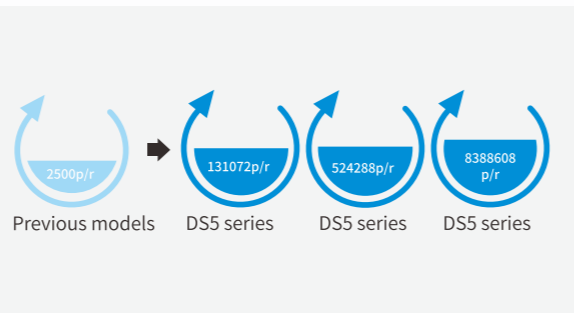 2500p/r
131072p/r
524288p/r
8388608
p/r
Previous models
DS5 series
DS5 series
DS5 series